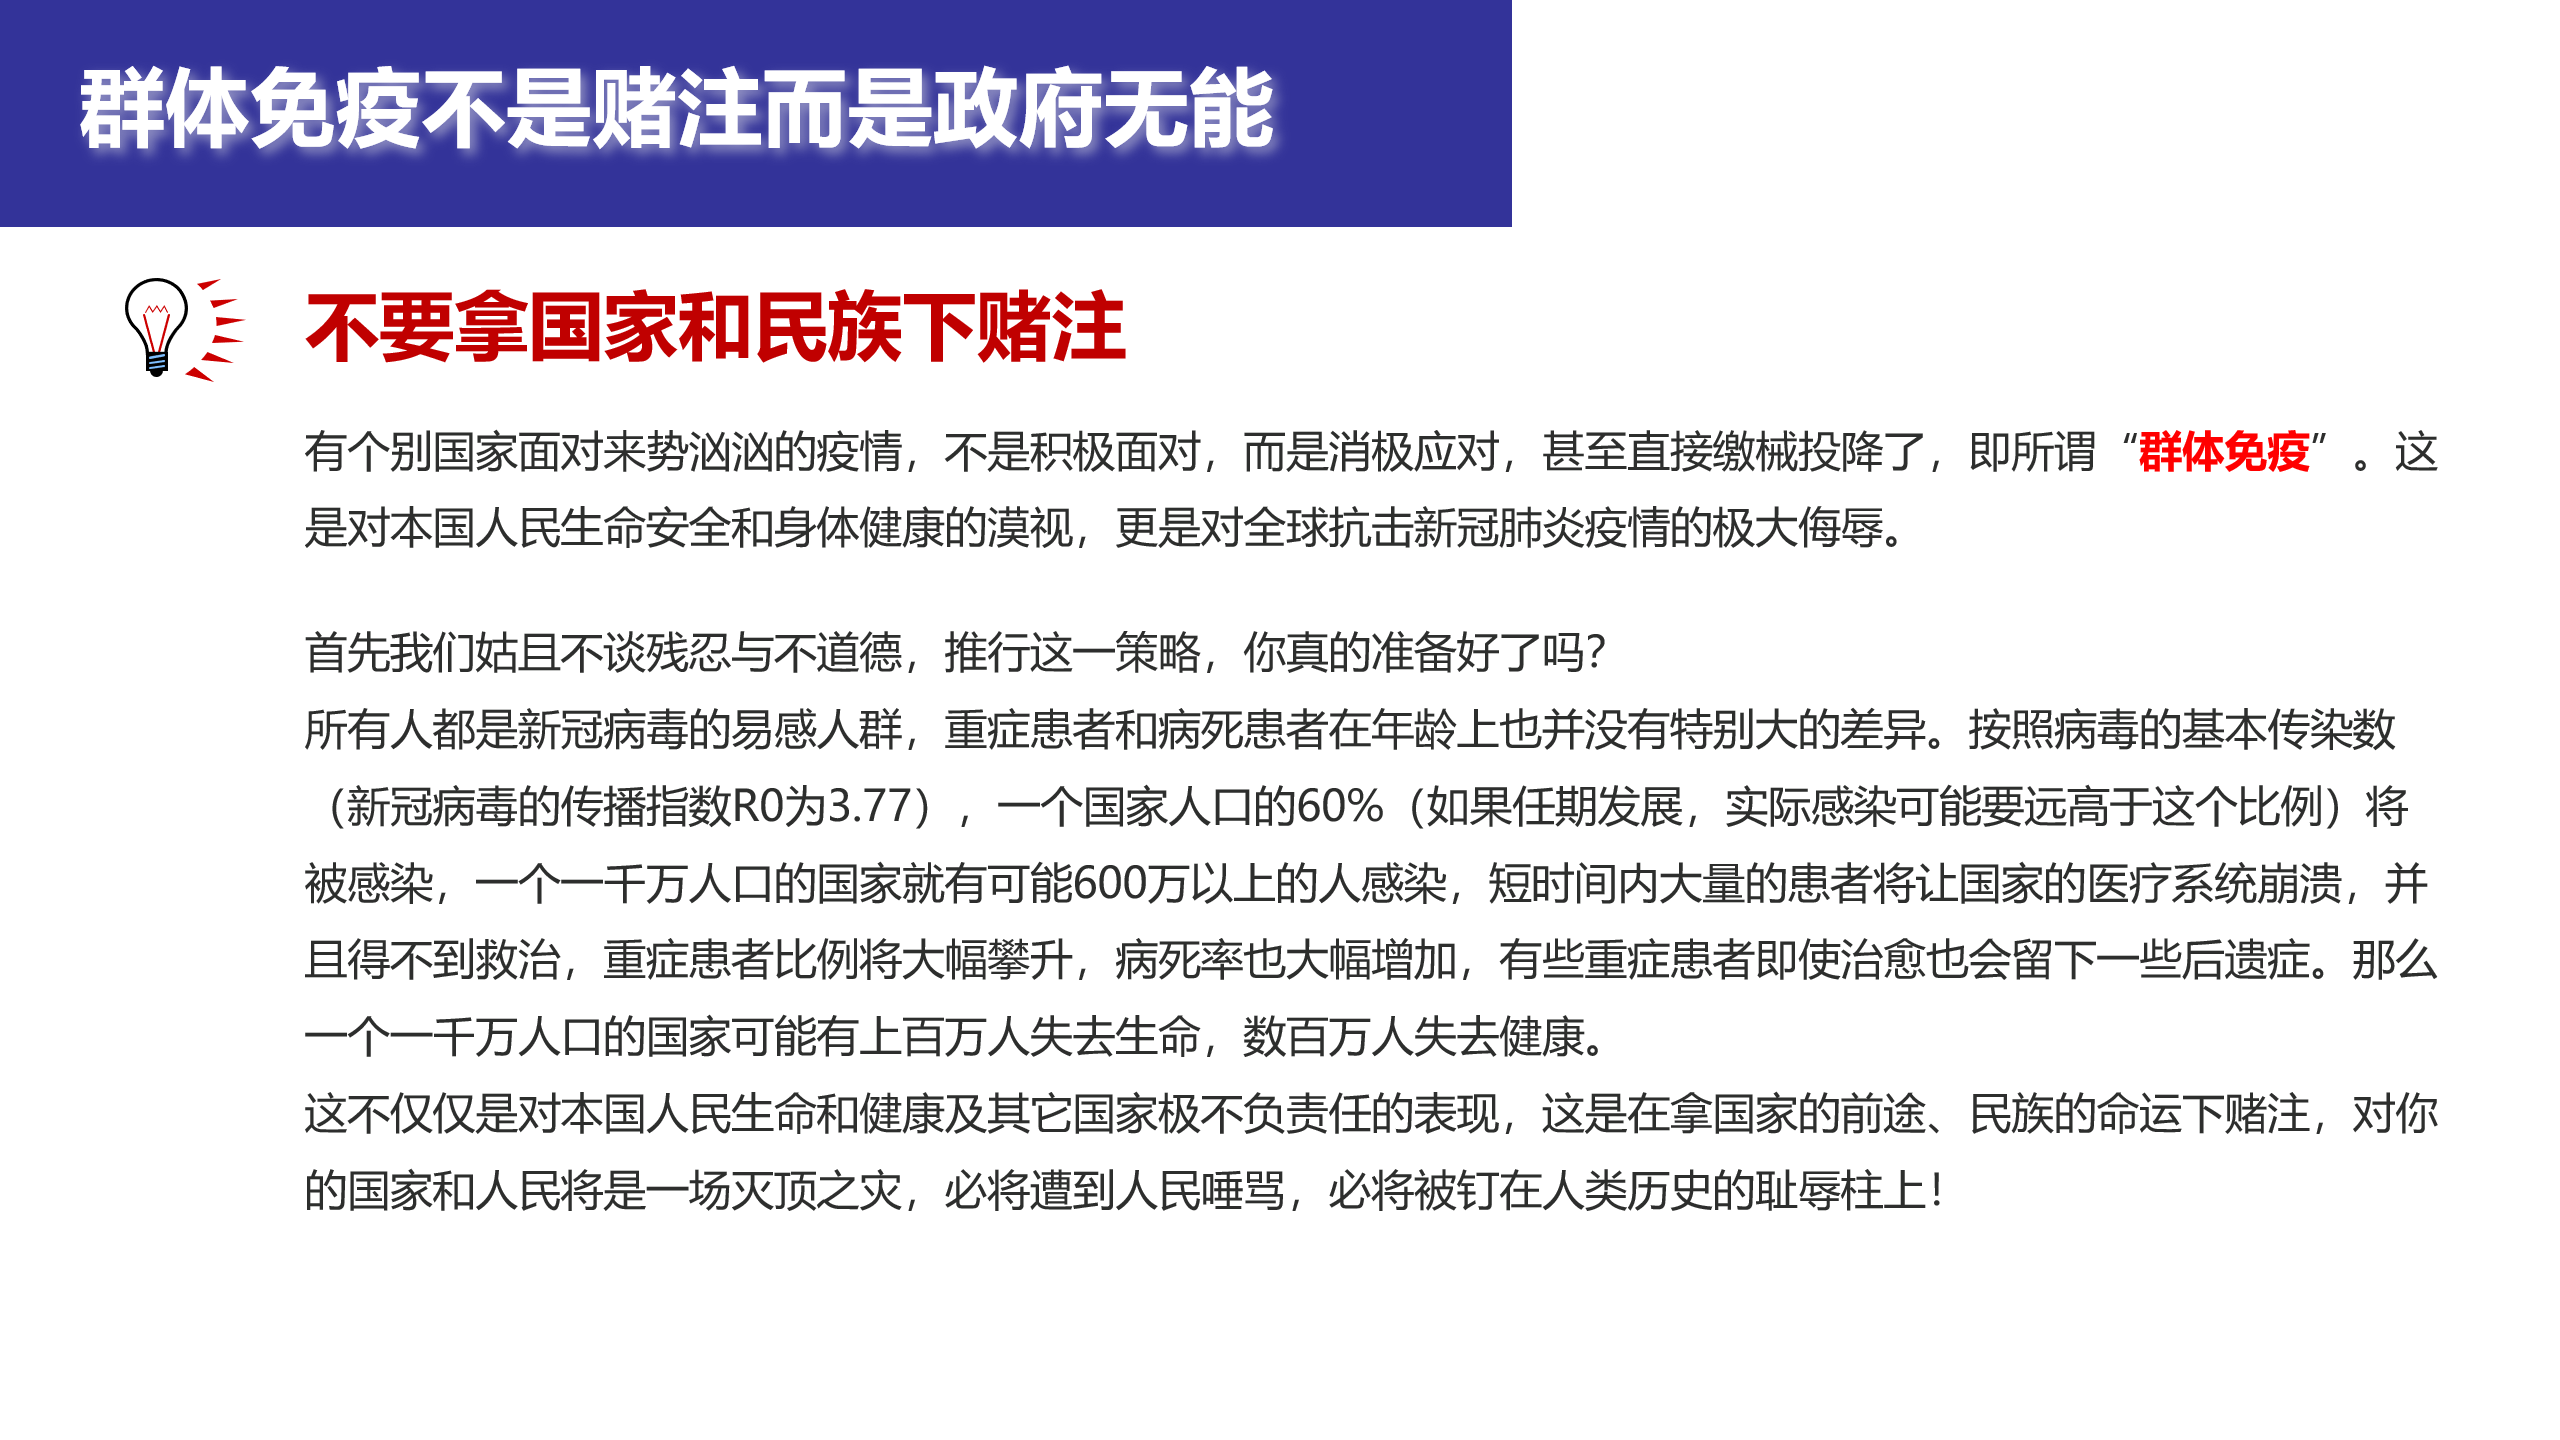 群体免疫不是赌注而是政府无能
不要拿国家和民族下赌注
有个别国家面对来势汹汹的疫情，不是积极面对，而是消极应对，甚至直接缴械投降了，即所谓“群体免疫”。这
是对本国人民生命安全和身体健康的漠视，更是对全球抗击新冠肺炎疫情的极大侮辱。
首先我们姑且不谈残忍与不道德，推行这一策略，你真的准备好了吗？
所有人都是新冠病毒的易感人群，重症患者和病死患者在年龄上也并没有特别大的差异。按照病毒的基本传染数
（新冠病毒的传播指数R0为3.77），一个国家人口的60%（如果任期发展，实际感染可能要远高于这个比例）将
被感染，一个一千万人口的国家就有可能600万以上的人感染，短时间内大量的患者将让国家的医疗系统崩溃，并
且得不到救治，重症患者比例将大幅攀升，病死率也大幅增加，有些重症患者即使治愈也会留下一些后遗症。那么
一个一千万人口的国家可能有上百万人失去生命，数百万人失去健康。
这不仅仅是对本国人民生命和健康及其它国家极不负责任的表现，这是在拿国家的前途、民族的命运下赌注，对你
的国家和人民将是一场灭顶之灾，必将遭到人民唾骂，必将被钉在人类历史的耻辱柱上！